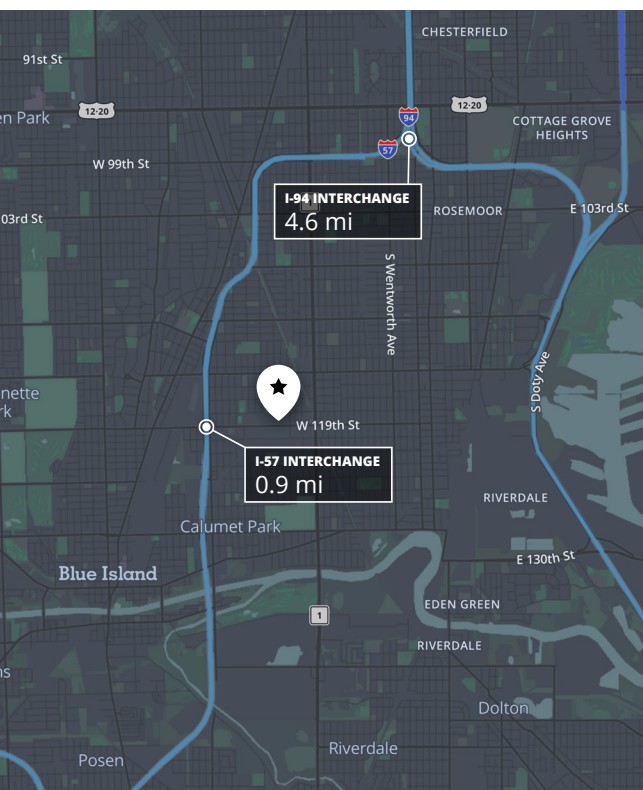 CHESTERFIELD
91st St
12-20
12-20
94
en Park
COTTAGE GROVE
HEIGHTS
57
W 99th St
I-94 INTERCHANGE
4.6 mi
ROSEMOOR
E 103rd St
03rd St
S Wentworth Ave
S Doty Ave
nette
rk
W 119th St
I-57 INTERCHANGE
0.9 mi
RIVERDALE
Calumet Park
E 130th St
Blue Island
EDEN GREEN
1
RIVERDALE
ns
Dolton
Riverdale
Posen